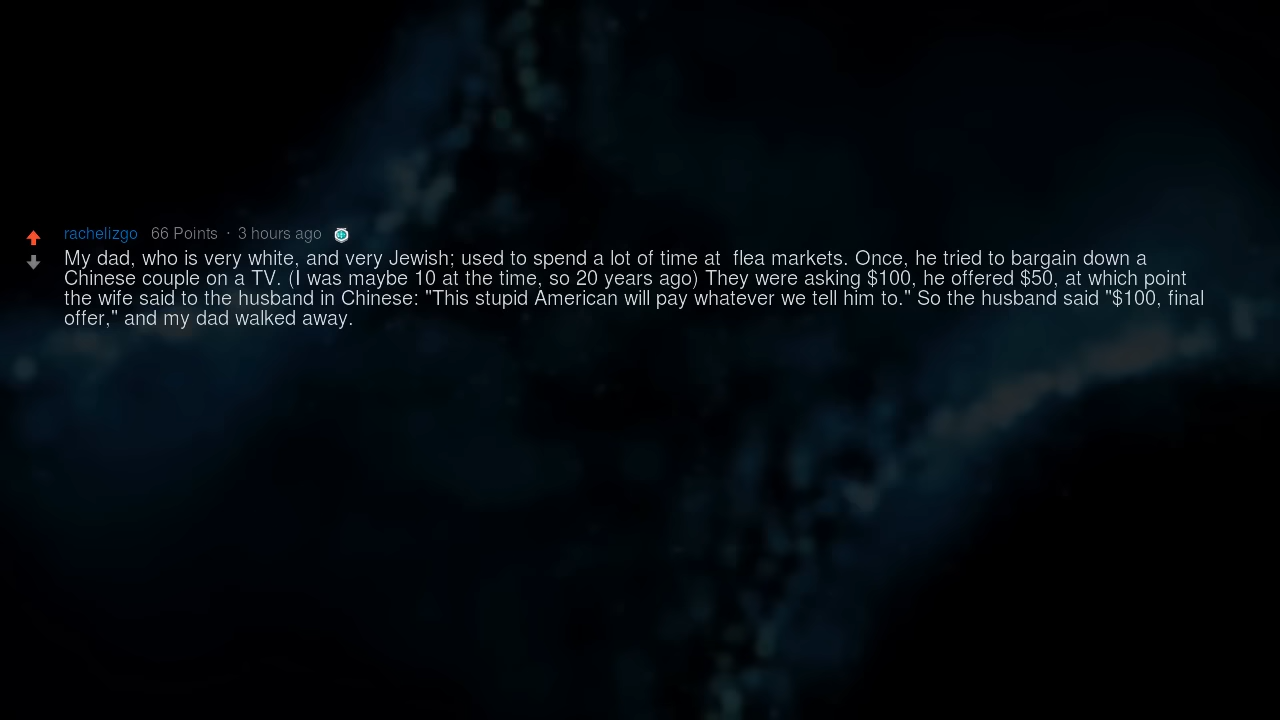 rachelizgo 66 Points · 3 hours ago
My dad, who is very white, and very Jewish; used to spend a lot of time at  flea markets. Once, he tried to bargain down a
Chinese couple on a TV. (I was maybe 10 at the time, so 20 years ago) They were asking $100, he offered $50, at which point
the wife said to the husband in Chinese: "This stupid American will pay whatever we tell him to." So the husband said "$100, final
offer," and my dad walked away.